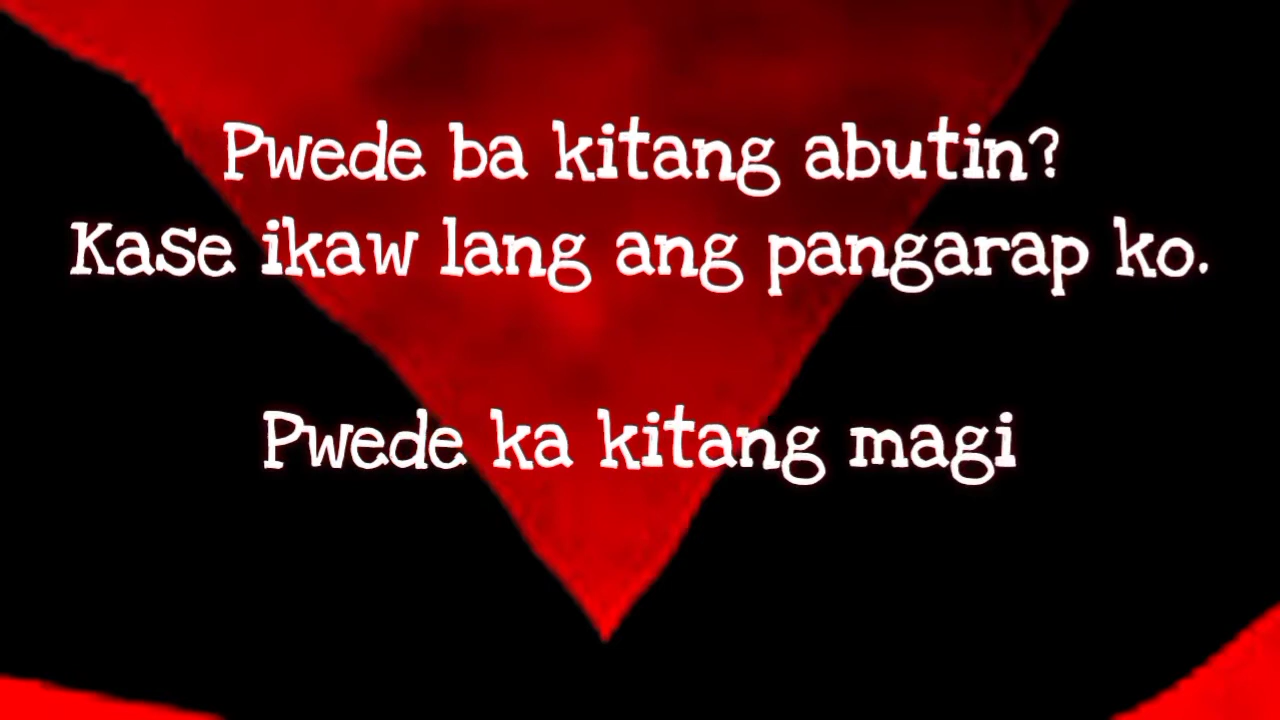 Pwede ba kitang abutin?
Kase ikaw lang ang pangarap ko.
Pwede ka kitang magi